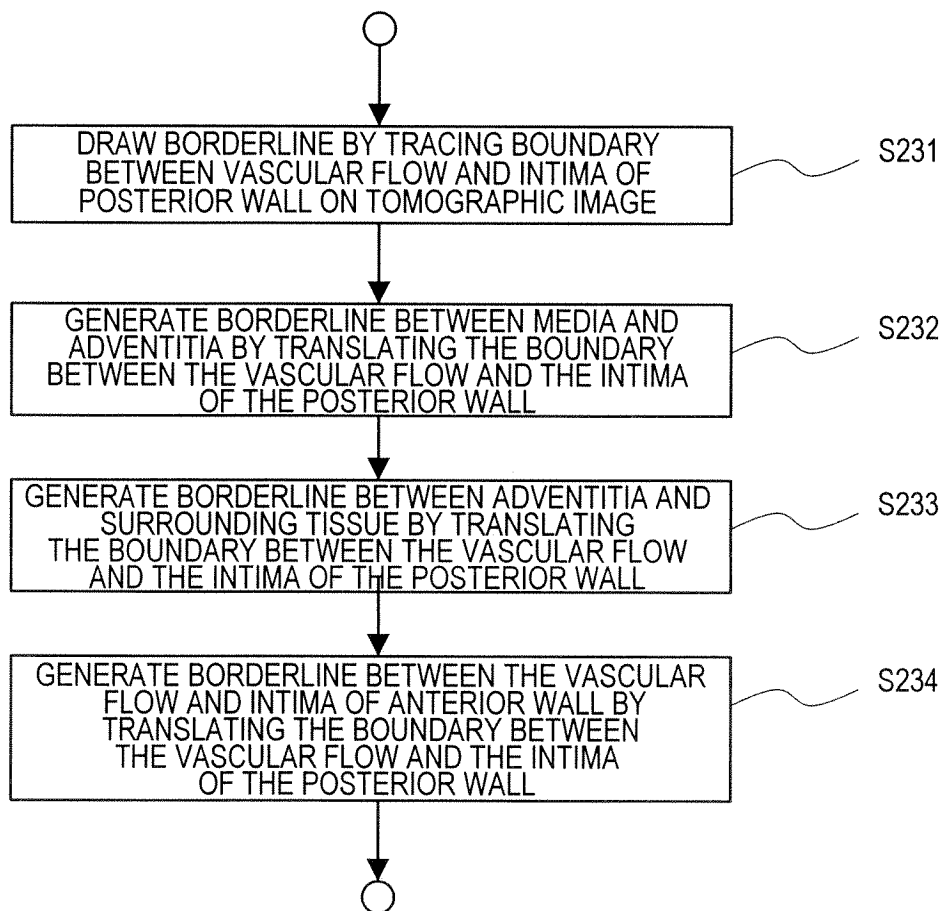 DRAW BORDERLINE BY TRACING BOUNDARY
BETWEEN VASCULAR FLOW AND INTIMA OF
POSTERIOR WALL ON TOMOGRAPHIC IMAGE
S231
GENERATE BORDERLINE BETWEEN MEDIA AND
ADVENTITIA BY TRANSLATING THE BOUNDARY
BETWEEN THE VASCULAR FLOW AND THE INTIMA
OF THE POSTERIOR WALL
S232
GENERATE BORDERLINE BETWEEN ADVENTITIA AND
SURROUNDING TISSUE BY TRANSLATING
THE BOUNDARY BETWEEN THE VASCULAR FLOW
AND THE INTIMA OF THE POSTERIOR WALL
S233
GENERATE BORDERLINE BETWEEN THE VASCULAR
FLOW AND INTIMA OF ANTERIOR WALL BY
TRANSLATING THE BOUNDARY BETWEEN
THE VASCULAR FLOW AND THE INTIMA
OF THE POSTERIOR WALL
S234